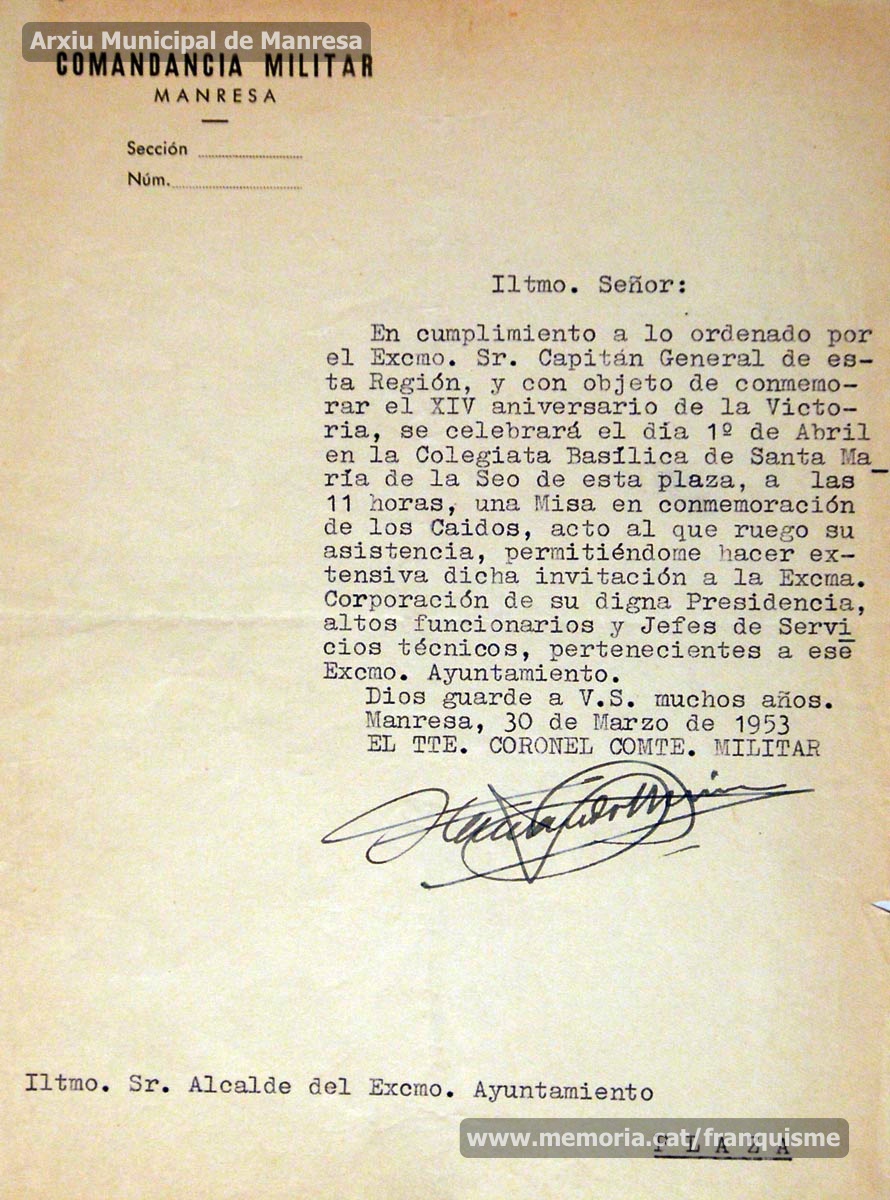 Arxiu Municipal de Manresa
COMANDANCIA MILITAR
MANRESA
Sección
Núm.
Iltmo. Señor:
En cumplimiento a lo ordenado por
el Excmo. Sr. Capitán General de es-
ta Región, y con objeto de conmemo-
rar el XIV aniversario de la Victo-
ria, se celebrará el día 1º de Abril
en la Colegiata Basílica de Santa Ma
ría de la Seo de esta plaza, a las
11 horas, una Misa en conmemoración
de los Caidos, acto al que ruego su
asistencia, permitiéndome hacer ex-
tensiva dicha invitación a la Excma.
Corporación de su digna Presidencia,
altos funcionarios y Jefes de Servi
cios técnicos, pertenecientes a ese
Excmo. Ayuntamiento.
Dios guarde a V.S. muchos años.
Manresa, 30 de Marzo de 1953
EL TTE. CORONEL COMTE. MILITAR
Iltmo. Sr. Alcalde del Excmo. Ayuntamiento
www.memoria.gat/franquisme
P L A Z A